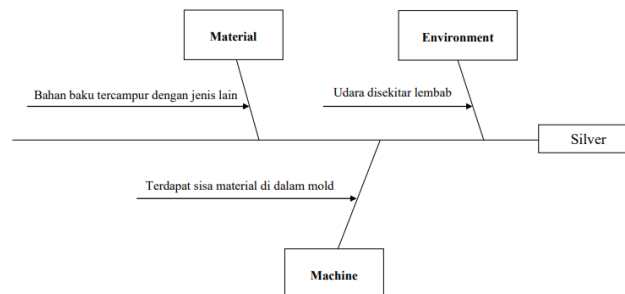 Material
Environment
Bahan baku tercampur dengan jenis lain
Udara disekitar lembab
Silver
Terdapat sisa material di dalam mold
Machine